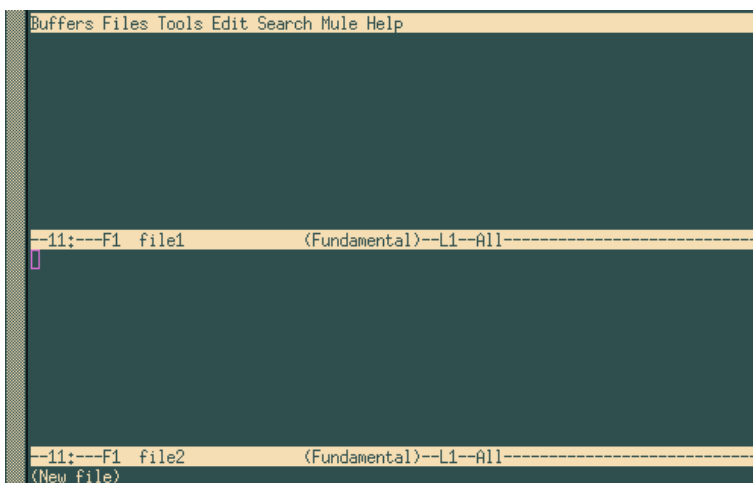 Buffers Files Tools Edit Search Mule Help
--11:---F1  file1               (Fundamental)--L1--All---------------------------
--11:---F1  file2               (Fundamental)--L1--All---------------------------
(New file)